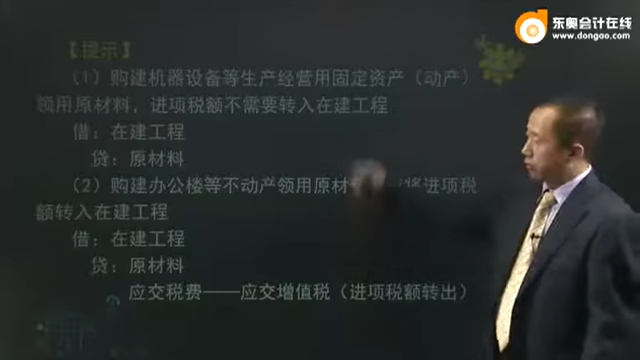 东奥会计在线
www.dongao.com
【提示】
（1）购建机器设备等生产经营用固定资产（动产）
领用原材料，进项税额不需要转入在建工程
借：在建工程
贷：原材料
（2）购建办公楼等不动产领用原材 将进项税
额转入在建工程
借：在建工程
贷：原材料
应交税费——应交增值税（进项税额转出）